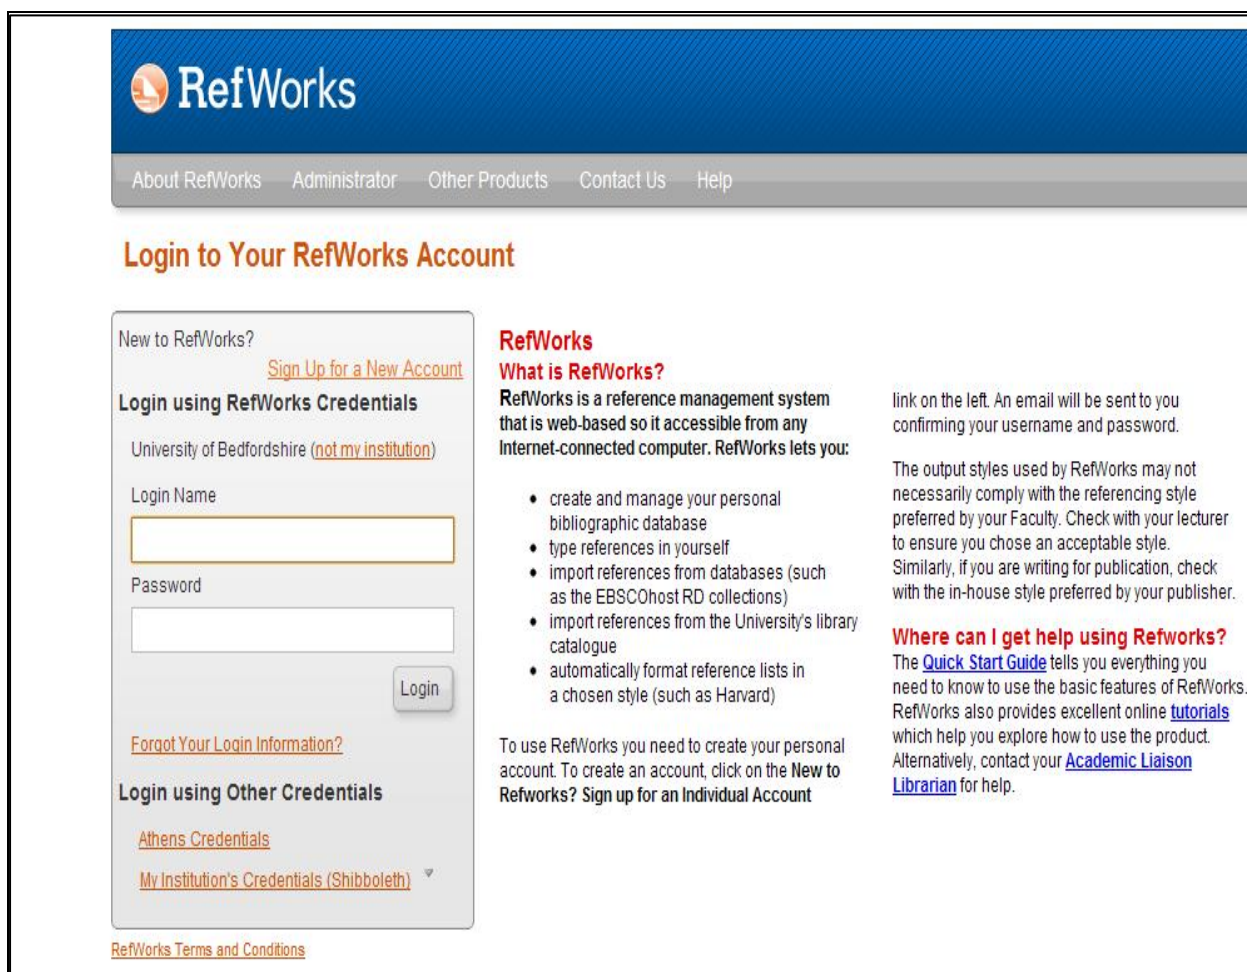 RefWorks
About RefWorks Administrator Other Products Contact Us Help
Login to Your RefWorks Account
New to RefWorks?
Sign Up for a New Account
Login using RefWorks Credentials
University of Bedfordshire (not my institution)
Login Name
Password
Login
Forgot Your Login Information?
Login using Other Credentials
Athens Credentials
My Institution's Credentials (Shibboleth)
RefWorks Terms and Conditions
RefWorks
What is RefWorks?
RefWorks is a reference management system
that is web-based so it accessible from any
Internet-connected computer. RefWorks lets you:
• create and manage your personal
bibliographic database
• type references in yourself
• import references from databases (such
as the EBSCOhost RD collections)
• import references from the University's library
catalogue
• automatically format reference lists in
a chosen style (such as Harvard)
To use RefWorks you need to create your personal
account. To create an account, click on the New to
Refworks? Sign up for an Individual Account
link on the left. An email will be sent to you
confirming your username and password.
The output styles used by RefWorks may not
necessarily comply with the referencing style
preferred by your Faculty. Check with your lecturer
to ensure you chose an acceptable style.
Similarly, if you are writing for publication, check
with the in-house style preferred by your publisher.
Where can I get help using Refworks?
The Quick Start Guide tells you everything you
need to know to use the basic features of RefWorks.
RefWorks also provides excellent online tutorials
which help you explore how to use the product.
Alternatively, contact your Academic Liaison
Librarian for help.